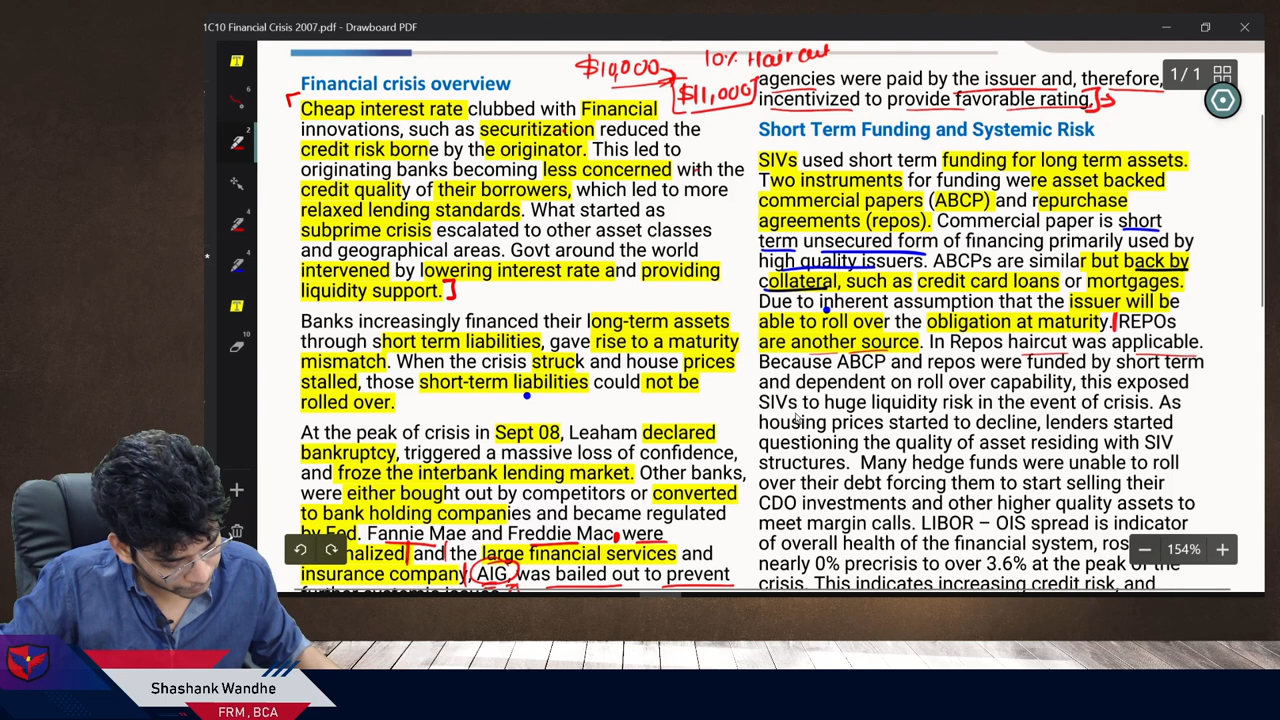 1C10 Financial Crisis 2007.pdf - Drawboard PDF
$10,000
10% Haircut
$11,000
1 / 1
Financial crisis overview
Cheap interest rate clubbed with Financial
innovations, such as securitization reduced the
credit risk borne by the originator. This led to
originating banks becoming less concerned with the
credit quality of their borrowers, which led to more
relaxed lending standards. What started as
subprime crisis escalated to other asset classes
and geographical areas. Govt around the world
intervened by lowering interest rate and providing
liquidity support.
Banks increasingly financed their long-term assets
through short term liabilities, gave rise to a maturity
mismatch. When the crisis struck and house prices
stalled, those short-term liabilities could not be
rolled over.
At the peak of crisis in Sept 08, Leaham declared
bankruptcy, triggered a massive loss of confidence,
and froze the interbank lending market. Other banks,
were either bought out by competitors or converted
to bank holding companies and became regulated
by Fed. Fannie Mae and Freddie Mac were
nalized and the large financial services and
insurance company, AIG was bailed out to prevent
agencies were paid by the issuer and, therefore,
incentivized to provide favorable rating.
Short Term Funding and Systemic Risk
SIVs used short term funding for long term assets.
Two instruments for funding were asset backed
commercial papers (ABCP) and repurchase
agreements (repos). Commercial paper is short
term unsecured form of financing primarily used by
high quality issuers. ABCPs are similar but back by
collateral, such as credit card loans or mortgages.
Due to inherent assumption that the issuer will be
able to roll over the obligation at maturity. REPOs
are another source. In Repos haircut was applicable.
Because ABCP and repos were funded by short term
and dependent on roll over capability, this exposed
SIVs to huge liquidity risk in the event of crisis. As
housing prices started to decline, lenders started
questioning the quality of asset residing with SIV
structures. Many hedge funds were unable to roll
over their debt forcing them to start selling their
CDO investments and other higher quality assets to
meet margin calls. LIBOR – OIS spread is indicator
of overall health of the financial system, ros
nearly 0% precrisis to over 3.6% at the peak of the
crisis. This indicates increasing credit risk, and
154%
Shashank Wandhe
FRM, BCA